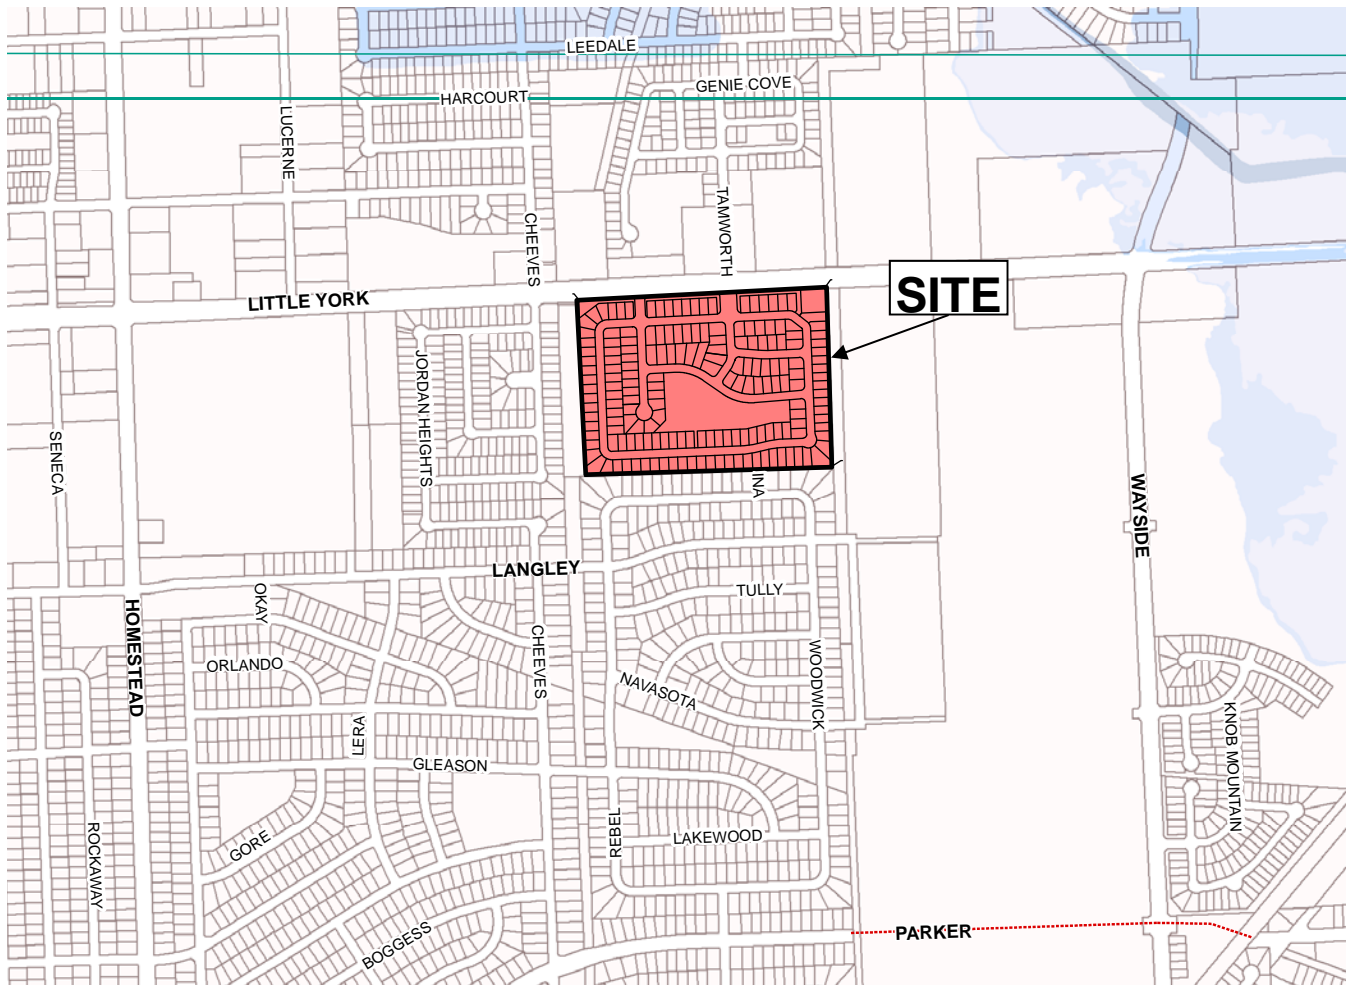 LEEDALE
GENIE COVE
HARCOURT
LUCERNE
TAMWORTH
CHEEVES
SITE
LITTLE YORK
JORDAN HEIGHTS
SENECA
INA
WAYSIDE
LANGLEY
OKAY
TULLY
HOMESTEAD
CHEEVES
ORLANDO
NAVASOTA
WOODWICK
LERA
KNOB MOUNTAIN
GLEASON
REBEL
LAKEWOOD
GORE
ROCKAWAY
BOGGESS
PARKER